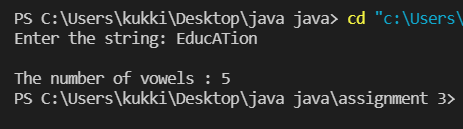 PS C:\Users\kukki\Desktop\java java> cd "c:\Users\
Enter the string: EducATion
The number of vowels : 5
PS C:\Users\kukki\Desktop\java java\assignment 3>